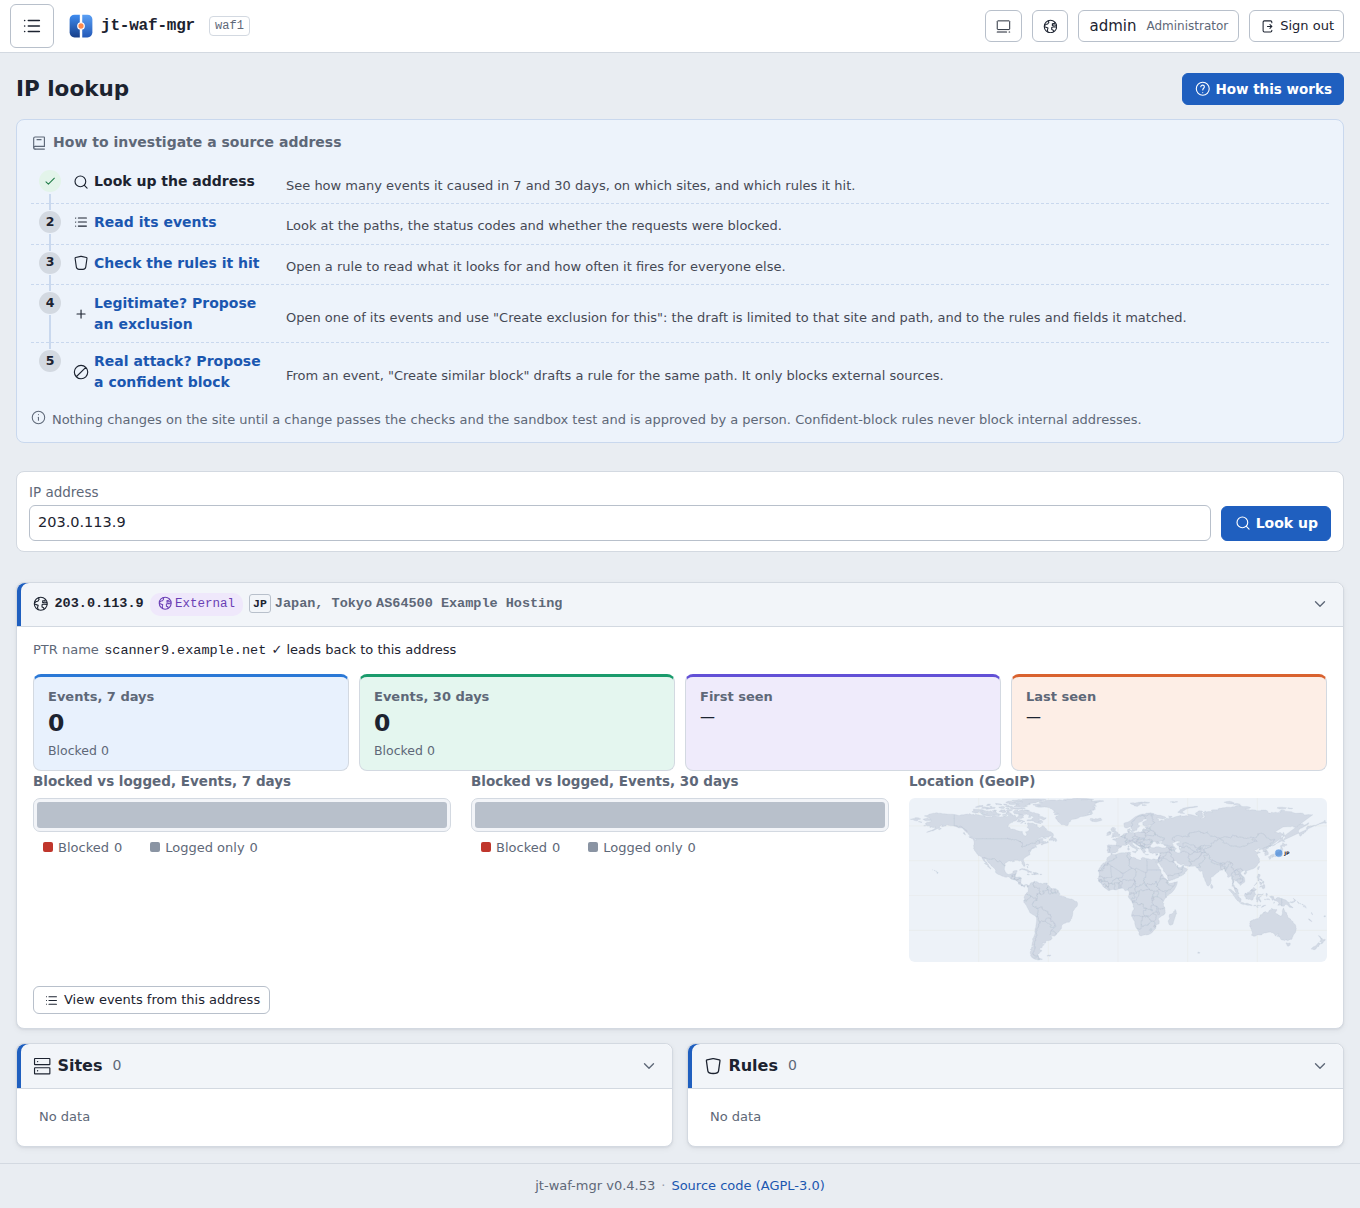 jt-waf-mgr waf1 admin Administrator Sign out
IP lookup How this works
How to investigate a source address
Look up the address See how many events it caused in 7 and 30 days, on which sites, and which rules it hit.
2 Read its events Look at the paths, the status codes and whether the requests were blocked.
3 Check the rules it hit Open a rule to read what it looks for and how often it fires for everyone else.
4 Legitimate? Propose
an exclusion Open one of its events and use "Create exclusion for this": the draft is limited to that site and path, and to the rules and fields it matched.
5 Real attack? Propose
a confident block From an event, "Create similar block" drafts a rule for the same path. It only blocks external sources.
Nothing changes on the site until a change passes the checks and the sandbox test and is approved by a person. Confident-block rules never block internal addresses.
IP address
203.0.113.9 Look up
203.0.113.9 External JP Japan, Tokyo AS64500 Example Hosting
PTR name scanner9.example.net ✓ leads back to this address
Events, 7 days Events, 30 days First seen Last seen
0 0 — —
Blocked 0 Blocked 0
Blocked vs logged, Events, 7 days Blocked vs logged, Events, 30 days Location (GeoIP)
Blocked 0 Logged only 0 Blocked 0 Logged only 0
View events from this address
Sites 0 Rules 0
No data No data
jt-waf-mgr v0.4.53 · Source code (AGPL-3.0)